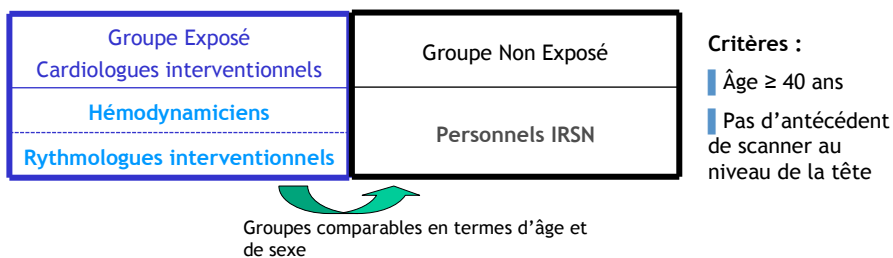 Groupe Exposé
Cardiologues interventionnels
Hémodynamiciens
Rythmologues interventionnels
Groupe Non Exposé
Personnels IRSN
Critères :
Âge ≥ 40 ans
Pas d’antécédent
de scanner au
niveau de la tête
Groupes comparables en termes d’âge et
de sexe